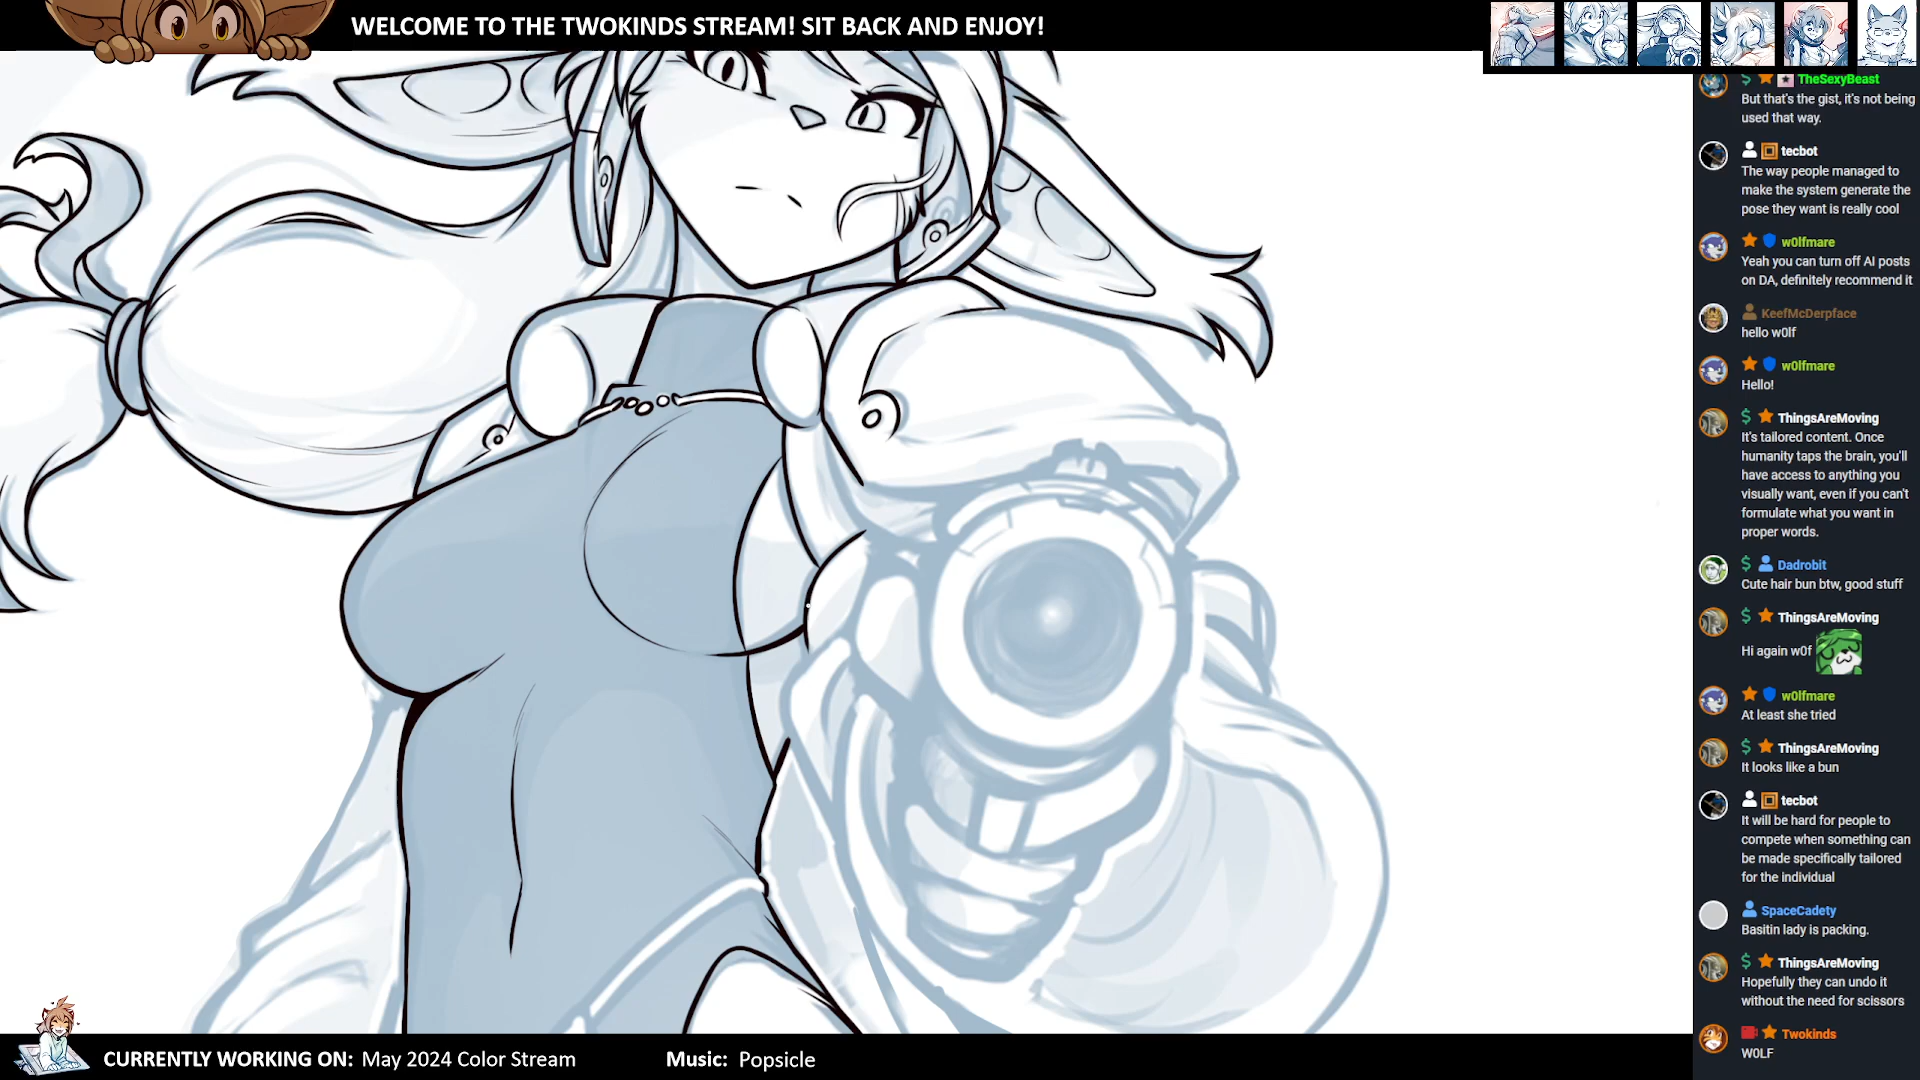 WELCOME TO THE TWOKINDS STREAM! SIT BACK AND ENJOY!
TheSexyBeast
But that's the gist, it's not being
used that way.
tecbot
The way people managed to
make the system generate the
pose they want is really cool
w0lfmare
Yeah you can turn off AI posts
on DA, definitely recommend it
KeefMcDerpface
hello w0lf
w0lfmare
Hello!
ThingsAreMoving
It's tailored content. Once
humanity taps the brain, you'll
have access to anything you
visually want, even if you can't
formulate what you want in
proper words.
Dadrobit
Cute hair bun btw, good stuff
ThingsAreMoving
Hi again w0f
w0lfmare
At least she tried
ThingsAreMoving
It looks like a bun
tecbot
It will be hard for people to
compete when something can
be made specifically tailored
for the individual
SpaceCadety
Basitin lady is packing.
ThingsAreMoving
Hopefully they can undo it
without the need for scissors
Twokinds
W0LF
CURRENTLY WORKING ON: May 2024 Color Stream
Music: Popsicle